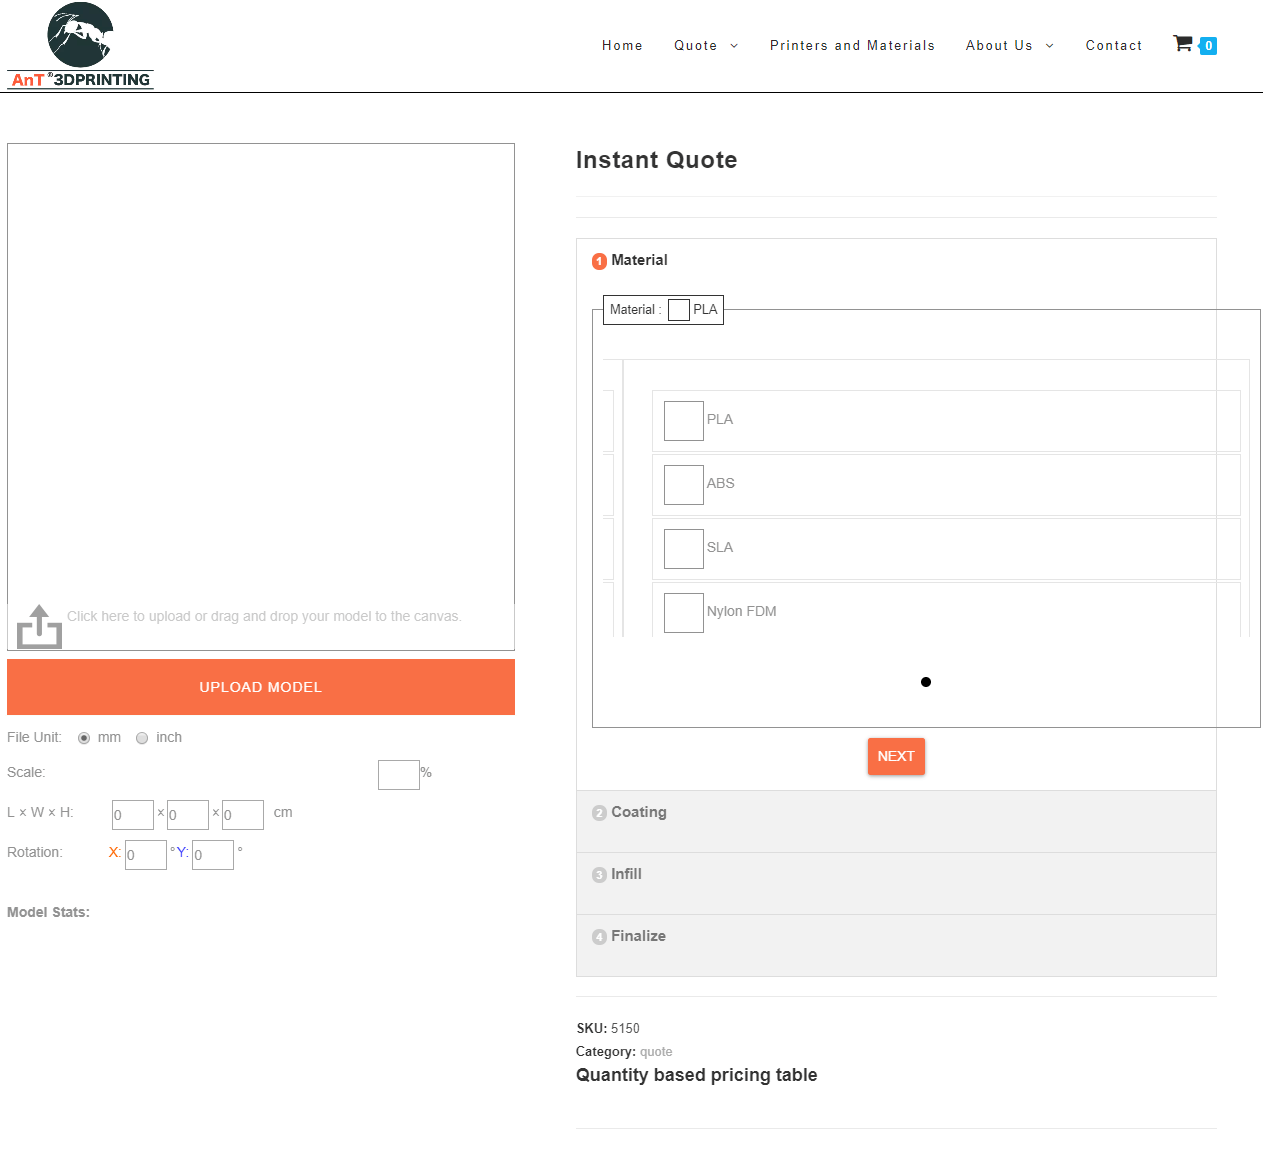 AnT ® 3DPRINTING
Home Quote Printers and Materials About Us Contact 0
Click here to upload or drag and drop your model to the canvas.
UPLOAD MODEL
File Unit: mm inch
Scale: %
L × W × H: 0 × 0 × 0 cm
Rotation: X: 0 ° Y: 0 °
Model Stats:
Instant Quote
1 Material
Material : PLA
PLA
ABS
SLA
Nylon FDM
NEXT
2 Coating
3 Infill
4 Finalize
SKU: 5150
Category: quote
Quantity based pricing table